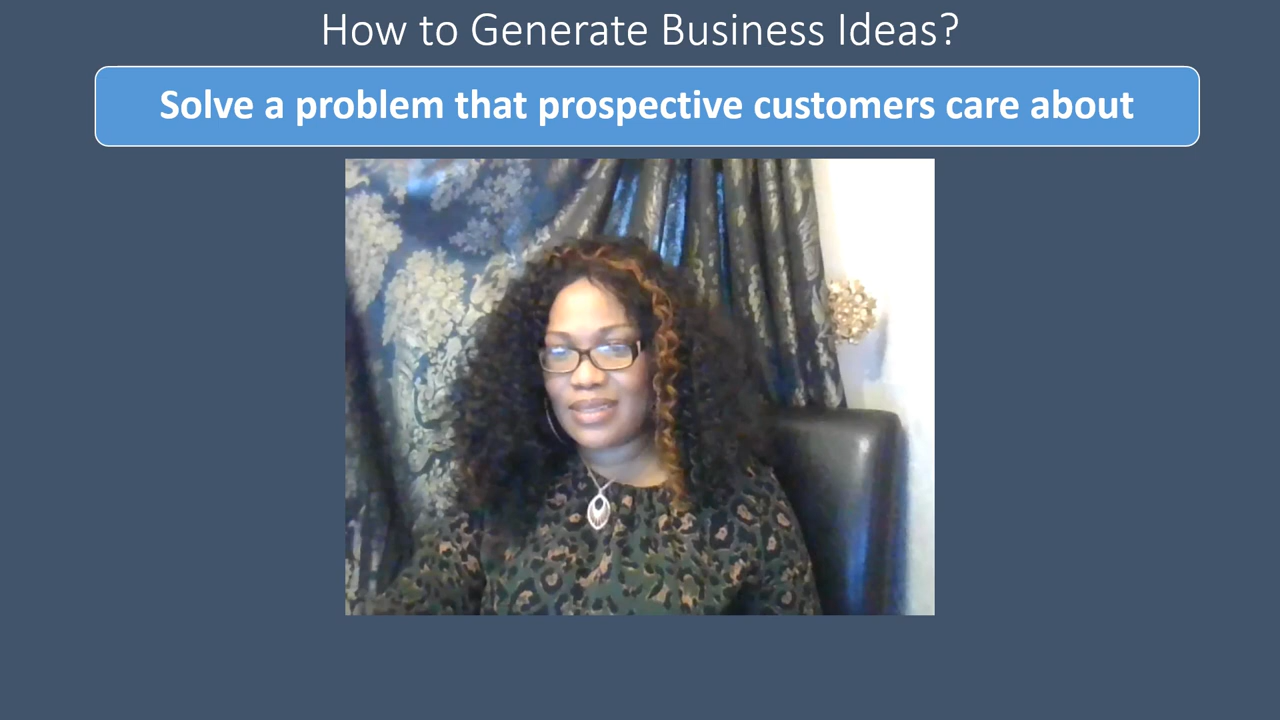 How to Generate Business Ideas?
Solve a problem that prospective customers care about